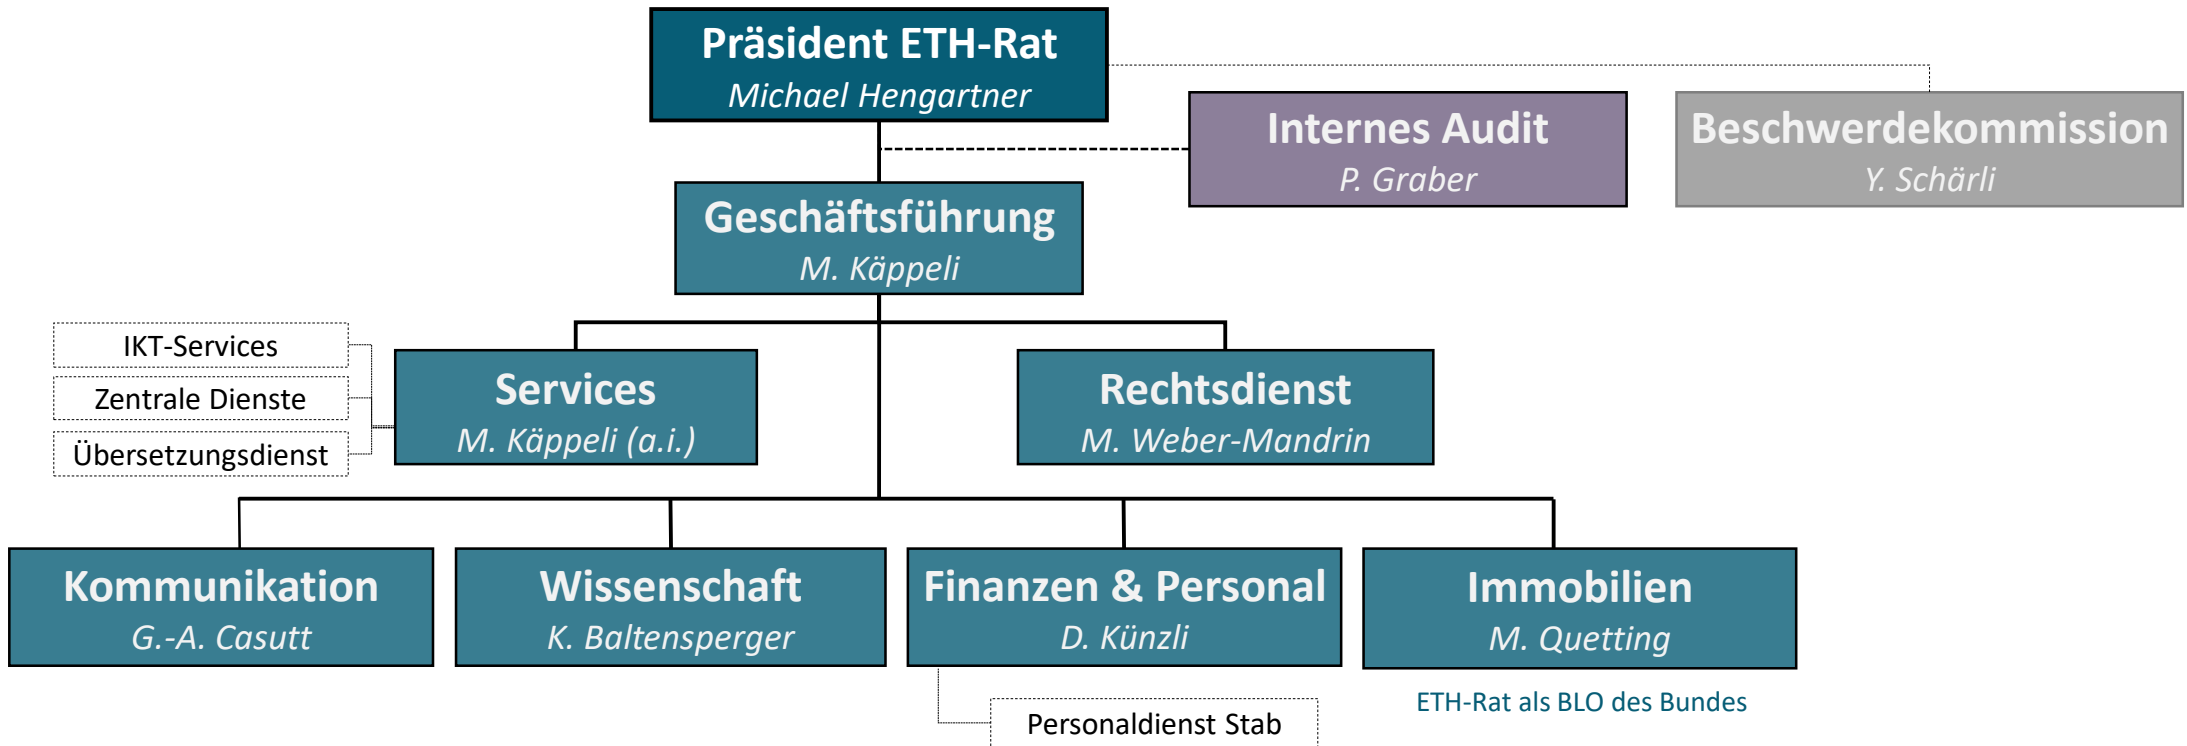 Präsident ETH-Rat
Michael Hengartner
Internes Audit
P. Graber
Beschwerdekommission
Y. Schärli
Geschäftsführung
M. Käppeli
IKT-Services
Zentrale Dienste
Übersetzungsdienst
Services
M. Käppeli (a.i.)
Rechtsdienst
M. Weber-Mandrin
Kommunikation
G.-A. Casutt
Wissenschaft
K. Baltensperger
Finanzen & Personal
D. Künzli
Immobilien
M. Quetting
Personaldienst Stab
ETH-Rat als BLO des Bundes